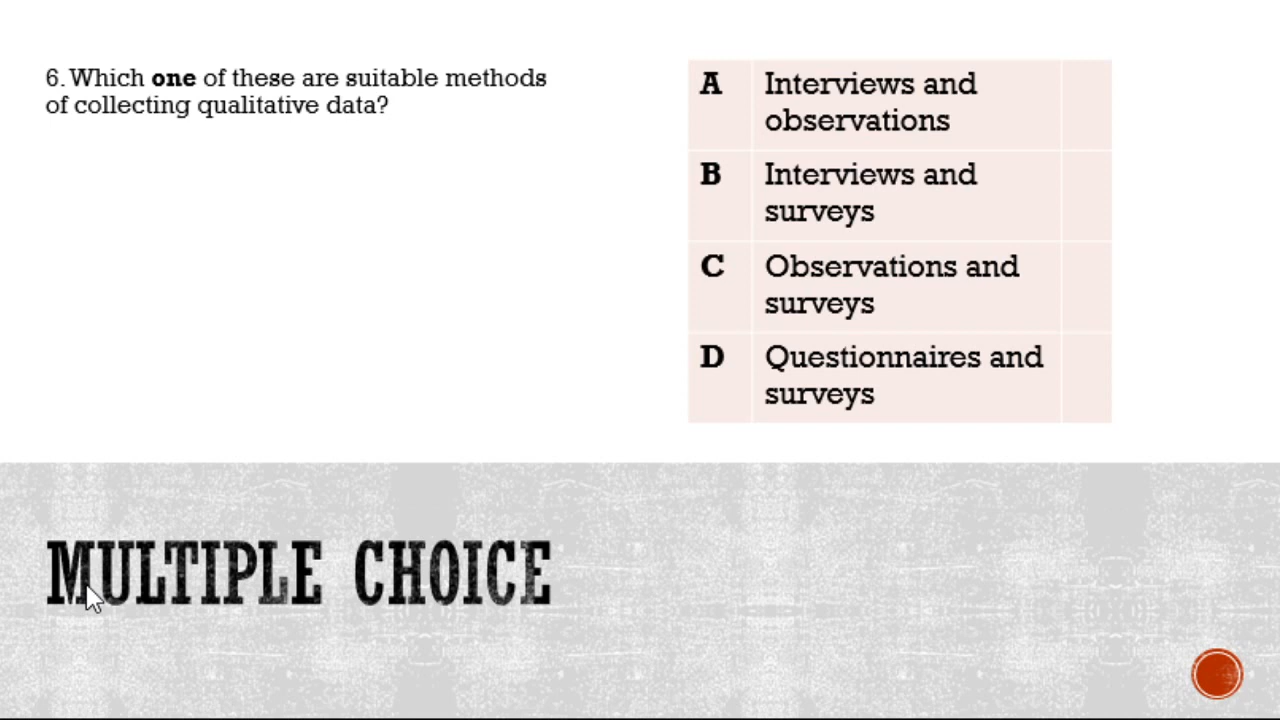 6. Which one of these are suitable methods
of collecting qualitative data?
A Interviews and
observations
B Interviews and
surveys
C Observations and
surveys
D Questionnaires and
surveys
MULTIPLE CHOICE